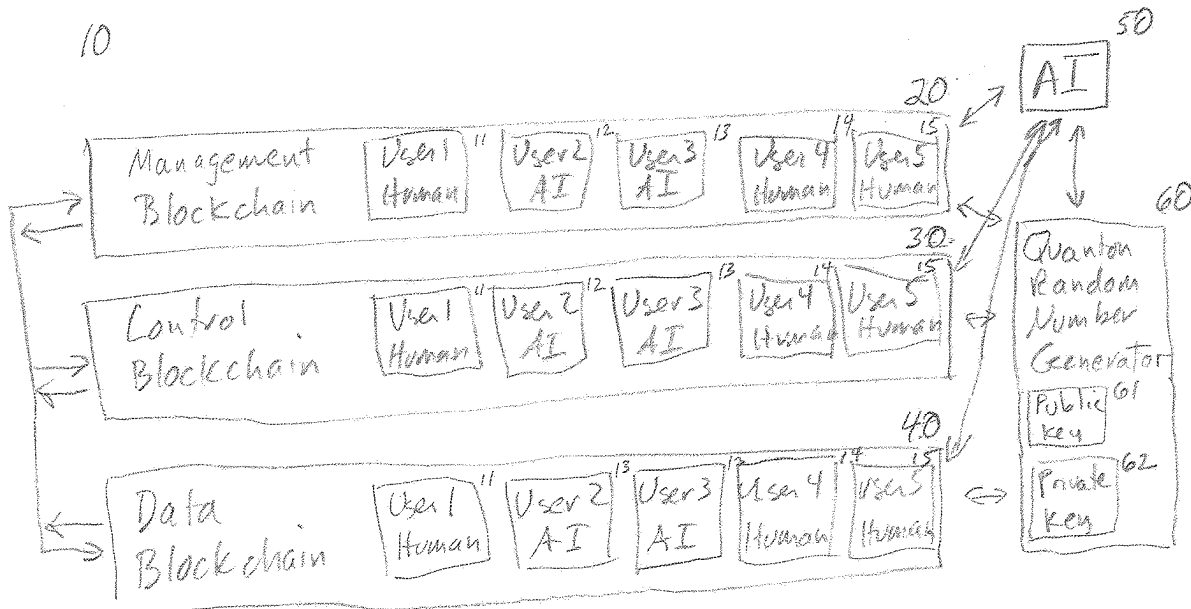 10
50
AI
20
Management
Blockchain
User 1
Human
11
User 2
AI
12
User 3
AI
13
User 4
Human
14
User 5
Human
15
30
Control
Blockchain
User 1
Human
11
User 2
AI
12
User 3
AI
13
User 4
Human
14
User 5
Human
15
40
Data
Blockchain
User 1
Human
11
User 2
AI
13
User 3
AI
12
User 4
Human
14
User 5
Human
15
60
Quanton
Random
Number
Generator
Public
Key
61
Private
Key
62